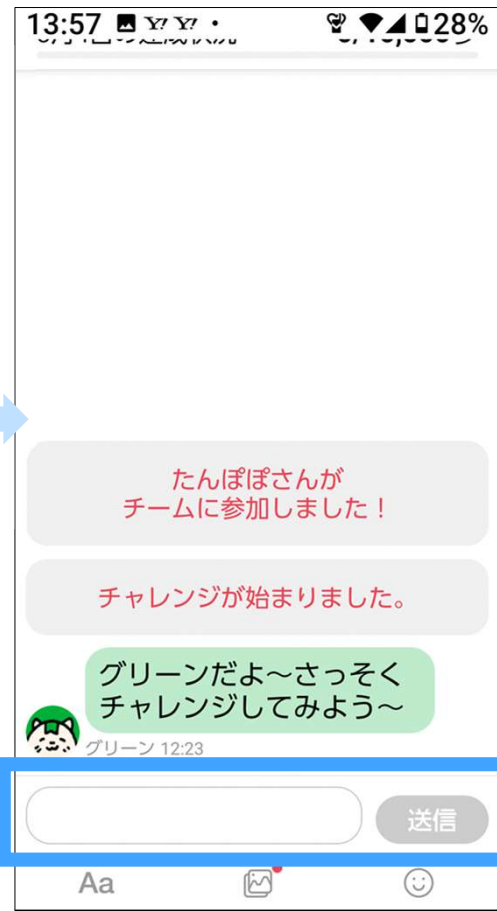 13:57 Y! Y! • 28%
たんぽぽさんが
チームに参加しました！
チャレンジが始まりました。
グリーンだよ～さっそく
チャレンジしてみよう～
グリーン 12:23
送信
Aa